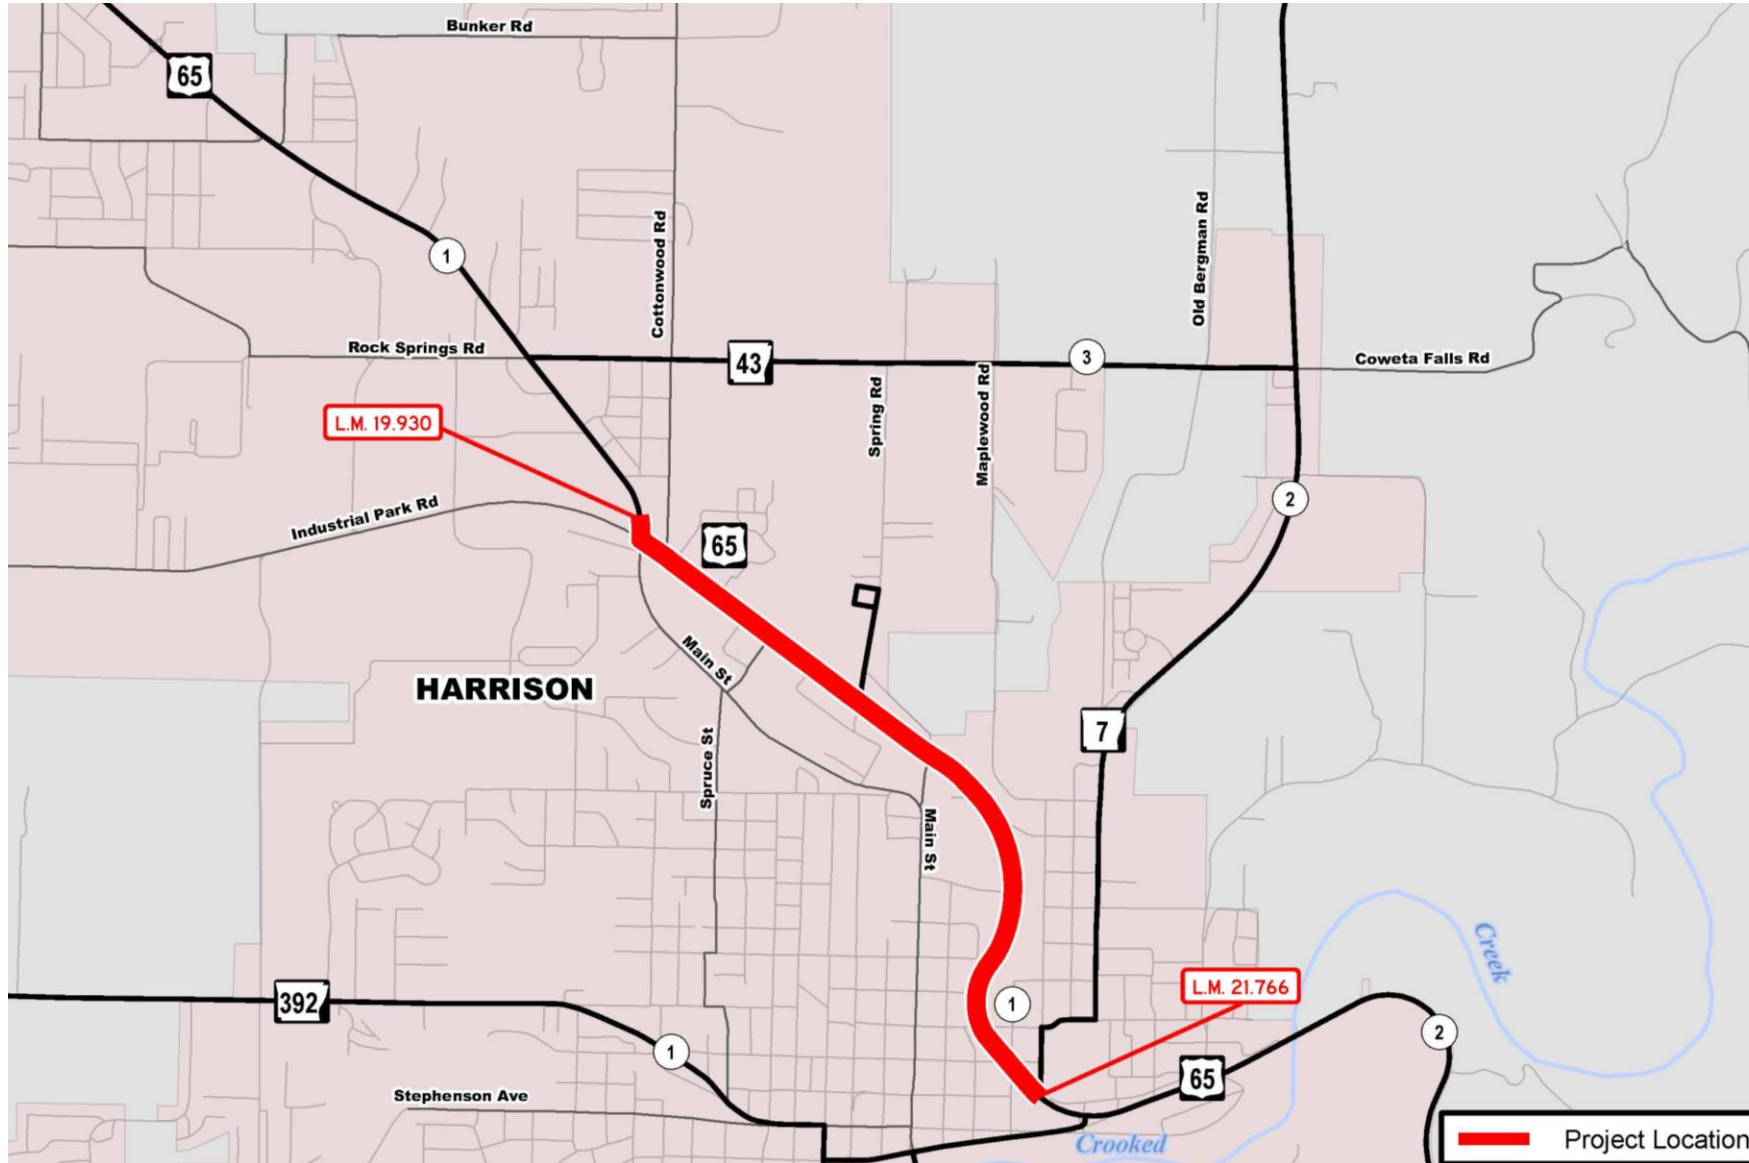 Bunker Rd
65
1
Cottonwood Rd
Old Bergman Rd
Rock Springs Rd
43
3
Coweta Falls Rd
L.M. 19.930
Spring Rd
Maplewood Rd
2
Industrial Park Rd
65
Main St
HARRISON
7
Spruce St
Main St
Creek
L.M. 21.766
392
1
1
2
65
Stephenson Ave
Crooked
Project Location